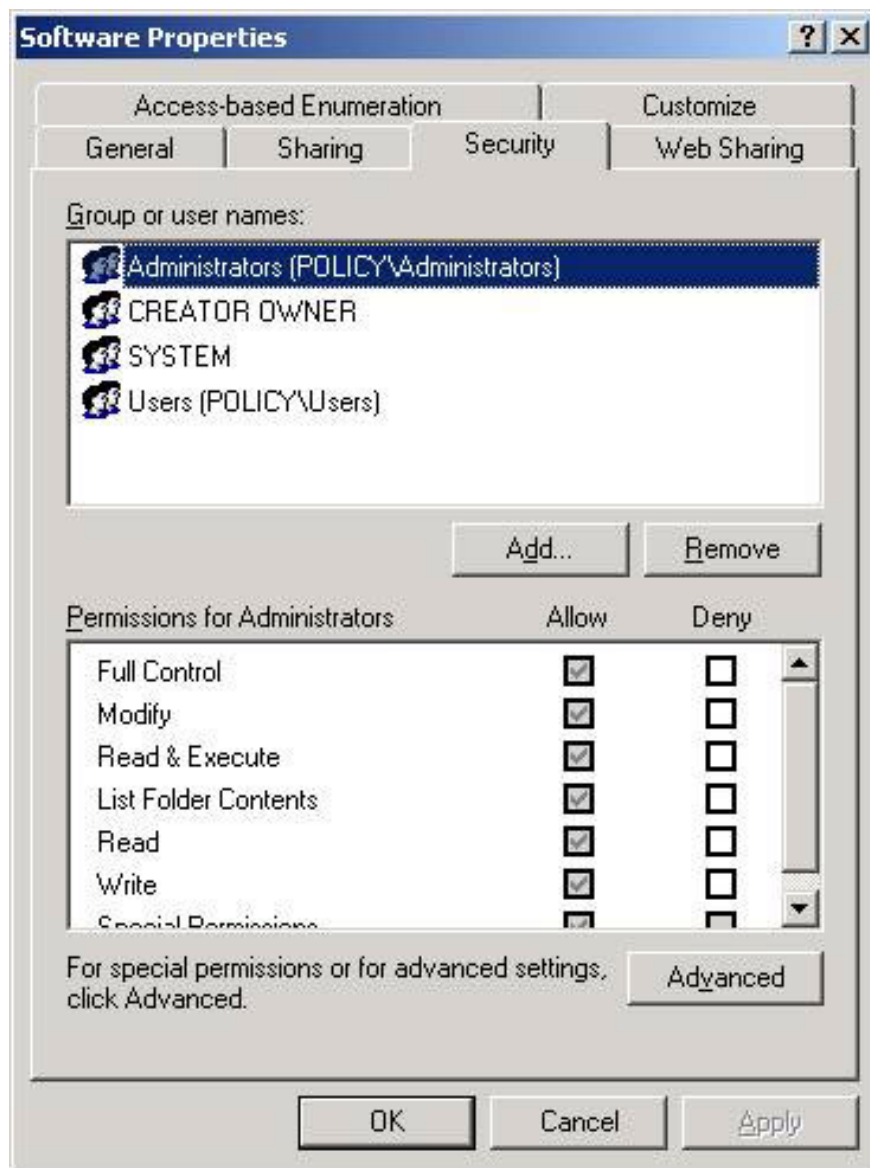 Software Properties
Access-based Enumeration Customize
General Sharing Security Web Sharing
Group or user names:
Administrators (POLICY\Administrators)
CREATOR OWNER
SYSTEM
Users (POLICY\Users)
Add... Remove
Permissions for Administrators Allow Deny
Full Control
Modify
Read & Execute
List Folder Contents
Read
Write
Special Permissions
For special permissions or for advanced settings,
click Advanced.
Advanced
OK Cancel Apply